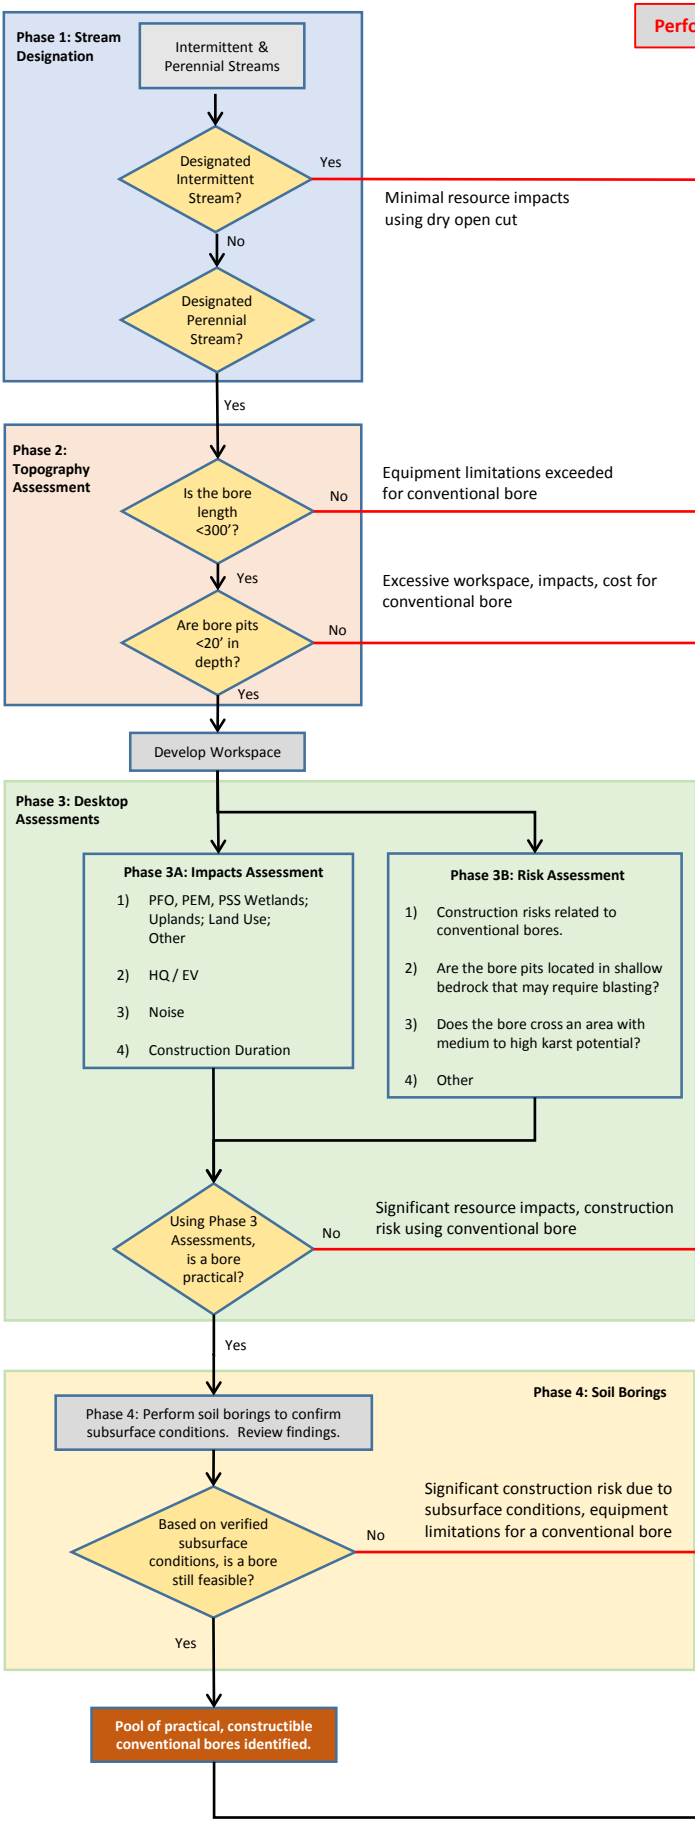 Phase 1: Stream
Designation
Intermittent &
Perennial Streams
Perfo
Designated
Intermittent
Stream?
Yes
Minimal resource impacts
using dry open cut
No
Designated
Perennial
Stream?
Yes
Phase 2:
Topography
Assessment
Is the bore
length
<300’?
No
Equipment limitations exceeded
for conventional bore
Yes
Are bore pits
<20’ in
depth?
No
Excessive workspace, impacts, cost for
conventional bore
Yes
Develop Workspace
Phase 3: Desktop
Assessments
Phase 3A: Impacts Assessment
1) PFO, PEM, PSS Wetlands;
Uplands; Land Use;
Other
2) HQ / EV
3) Noise
4) Construction Duration
Phase 3B: Risk Assessment
1) Construction risks related to
conventional bores.
2) Are the bore pits located in shallow
bedrock that may require blasting?
3) Does the bore cross an area with
medium to high karst potential?
4) Other
Using Phase 3
Assessments,
is a bore
practical?
No
Significant resource impacts, construction
risk using conventional bore
Yes
Phase 4: Soil Borings
Phase 4: Perform soil borings to confirm
subsurface conditions. Review findings.
Based on verified
subsurface
conditions, is a bore
still feasible?
No
Significant construction risk due to
subsurface conditions, equipment
limitations for a conventional bore
Yes
Pool of practical, constructible
conventional bores identified.